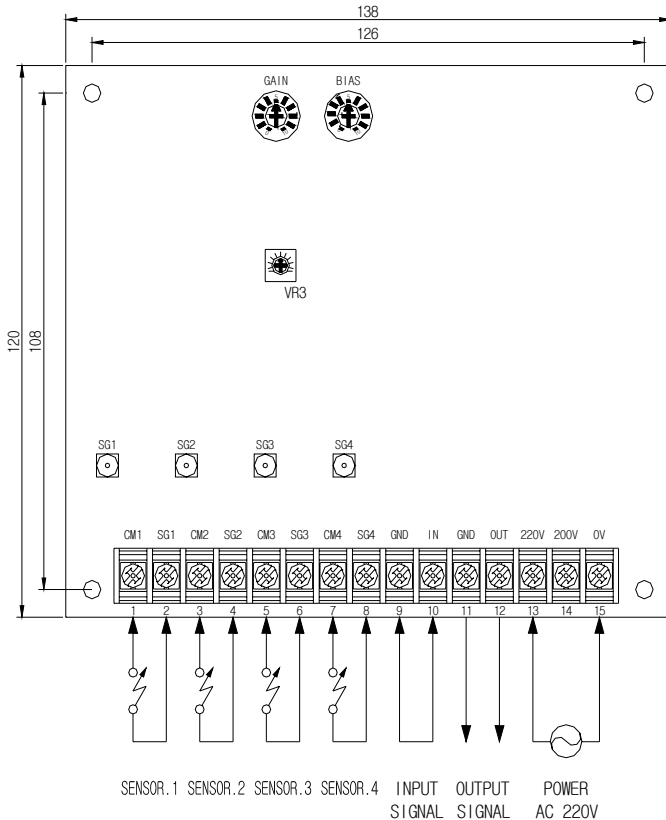 138
126
GAIN BIAS
VR3
120
108
SG1 SG2 SG3 SG4
CM1 SG1 CM2 SG2 CM3 SG3 CM4 SG4 GND IN GND OUT 220V 200V 0V
1 2 3 4 5 6 7 8 9 10 11 12 13 14 15
SENSOR.1 SENSOR.2 SENSOR.3 SENSOR.4 INPUT OUTPUT POWER
SIGNAL SIGNAL AC 220V